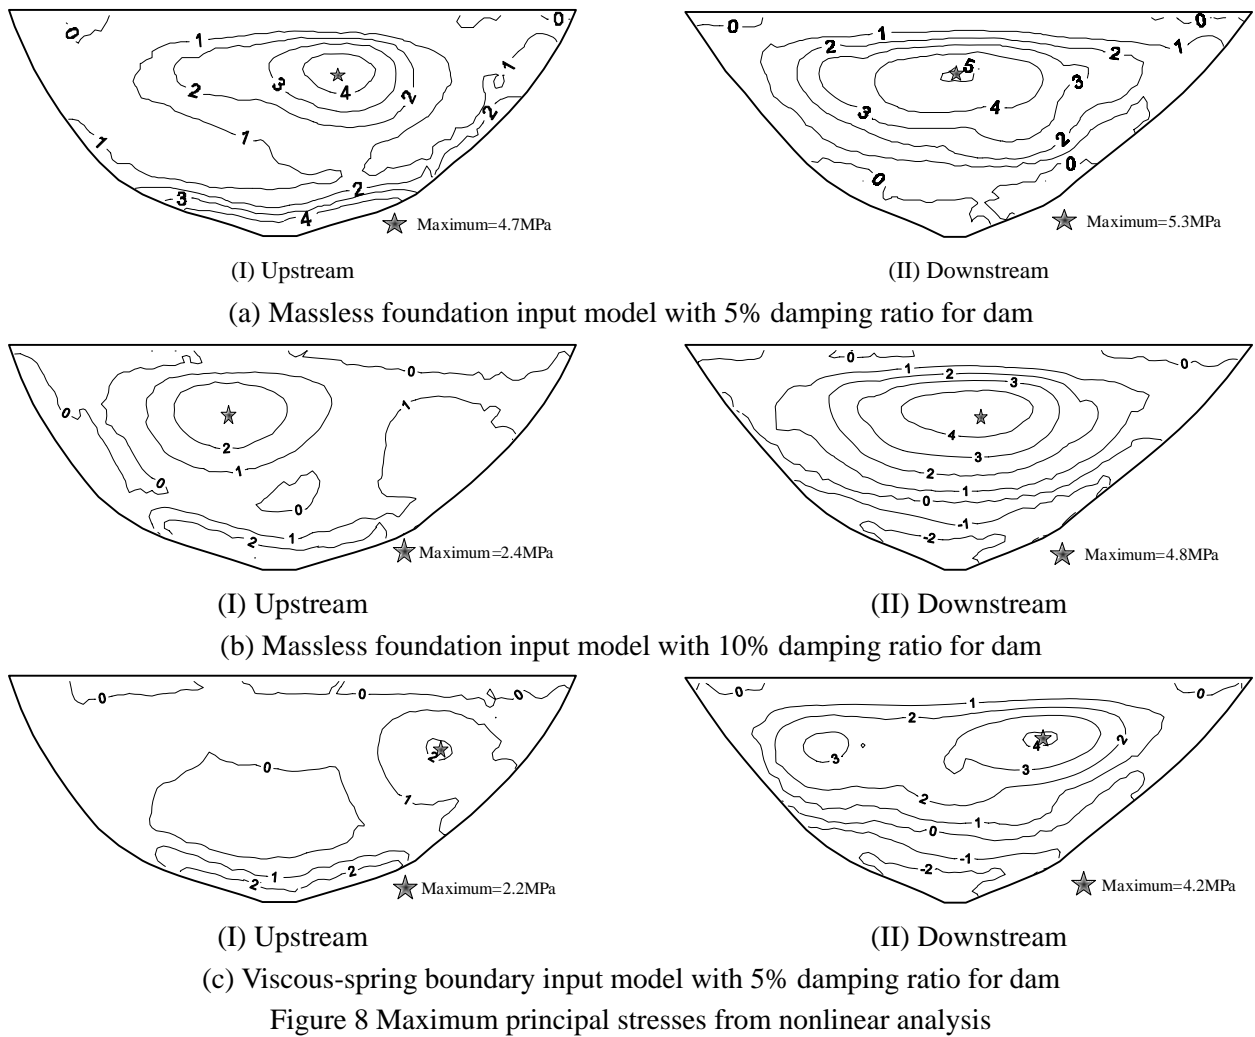 0 0 1 2 3 4 2 1 1 2 1 3 2 4
Maximum=4.7MPa
0 0 1 2 2 1 5 3 3 4 2 0 0
Maximum=5.3MPa
(I) Upstream
(II) Downstream
(a) Massless foundation input model with 5% damping ratio for dam
0 0 1 2 1 0 0 1 2
Maximum=2.4MPa
0 0 1 2 3 4 3 2 1 0 -1 -2
Maximum=4.8MPa
(I) Upstream
(II) Downstream
(b) Massless foundation input model with 10% damping ratio for dam
0 0 0 2 0 1 1 2 2
Maximum=2.2MPa
0 0 1 2 2 4 3 3 2 1 0 -1 -2
Maximum=4.2MPa
(I) Upstream
(II) Downstream
(c) Viscous-spring boundary input model with 5% damping ratio for dam
Figure 8 Maximum principal stresses from nonlinear analysis